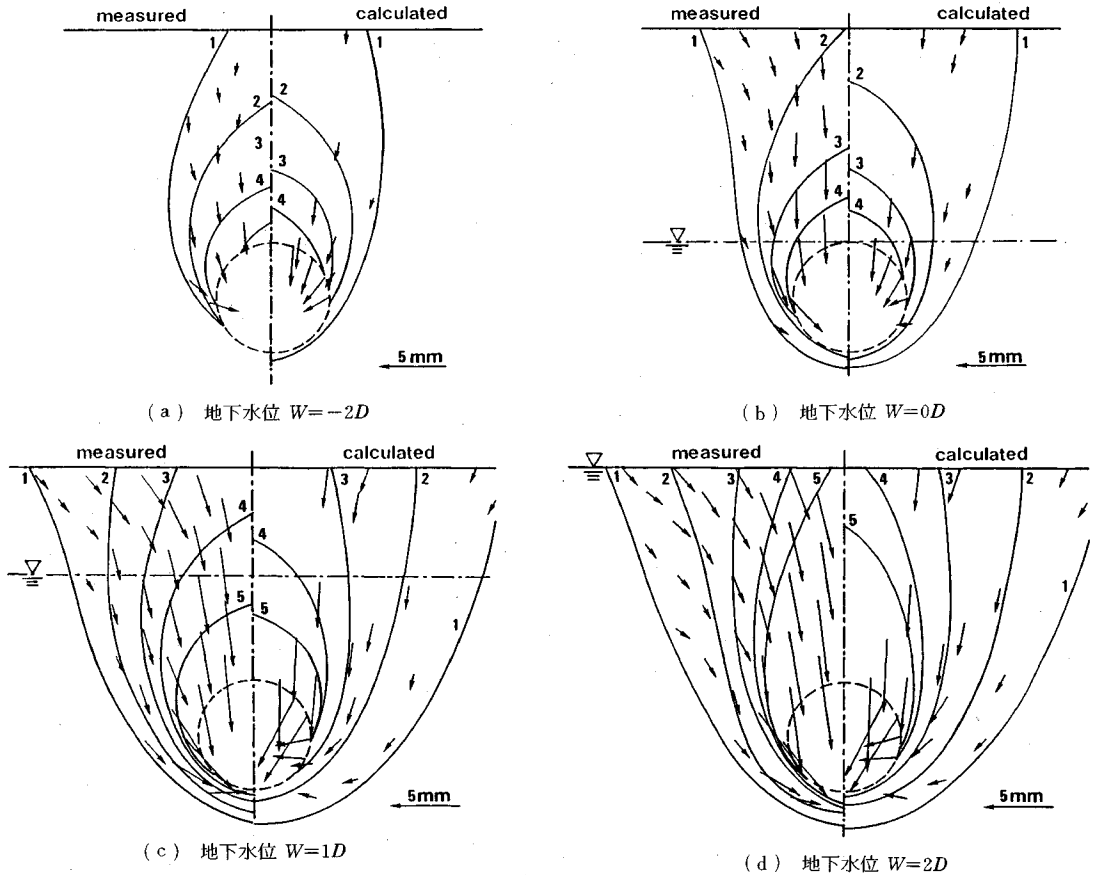 measured calculated
1 1
2
2
3
3
4
4
5mm
(a) 地下水位 W=−2D
measured calculated
1 2 1
2
3
3
4
4
5mm
(b) 地下水位 W=0D
measured calculated
1 2 3 3 2
4
4
5
5
1
5mm
(c) 地下水位 W=1D
measured calculated
1 2 3 4 5 4 3 2
5
1
5mm
(d) 地下水位 W=2D